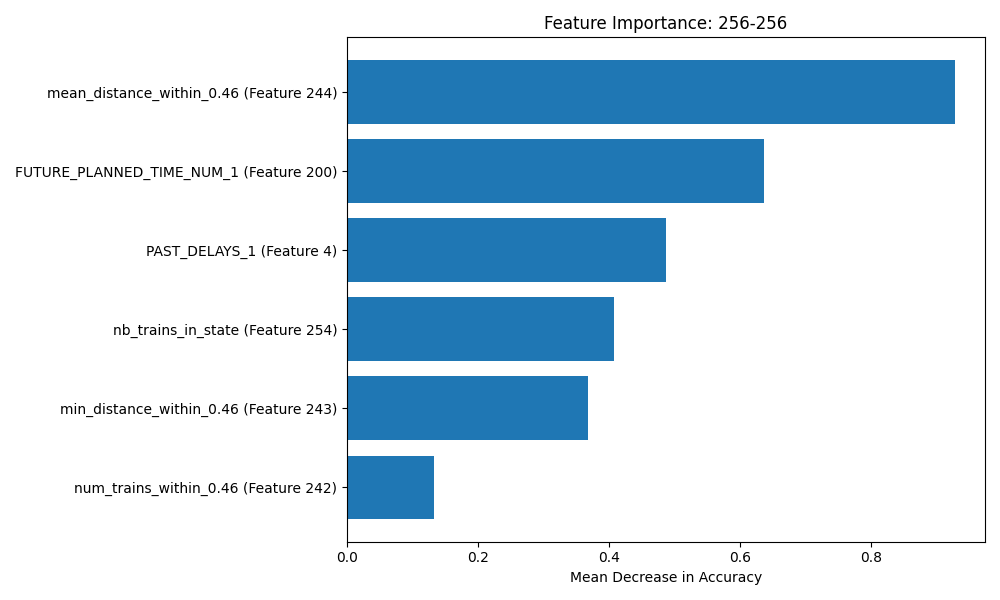 Feature Importance: 256-256
mean_distance_within_0.46 (Feature 244)
FUTURE_PLANNED_TIME_NUM_1 (Feature 200)
PAST_DELAYS_1 (Feature 4)
nb_trains_in_state (Feature 254)
min_distance_within_0.46 (Feature 243)
num_trains_within_0.46 (Feature 242)
0.0 0.2 0.4 0.6 0.8
Mean Decrease in Accuracy